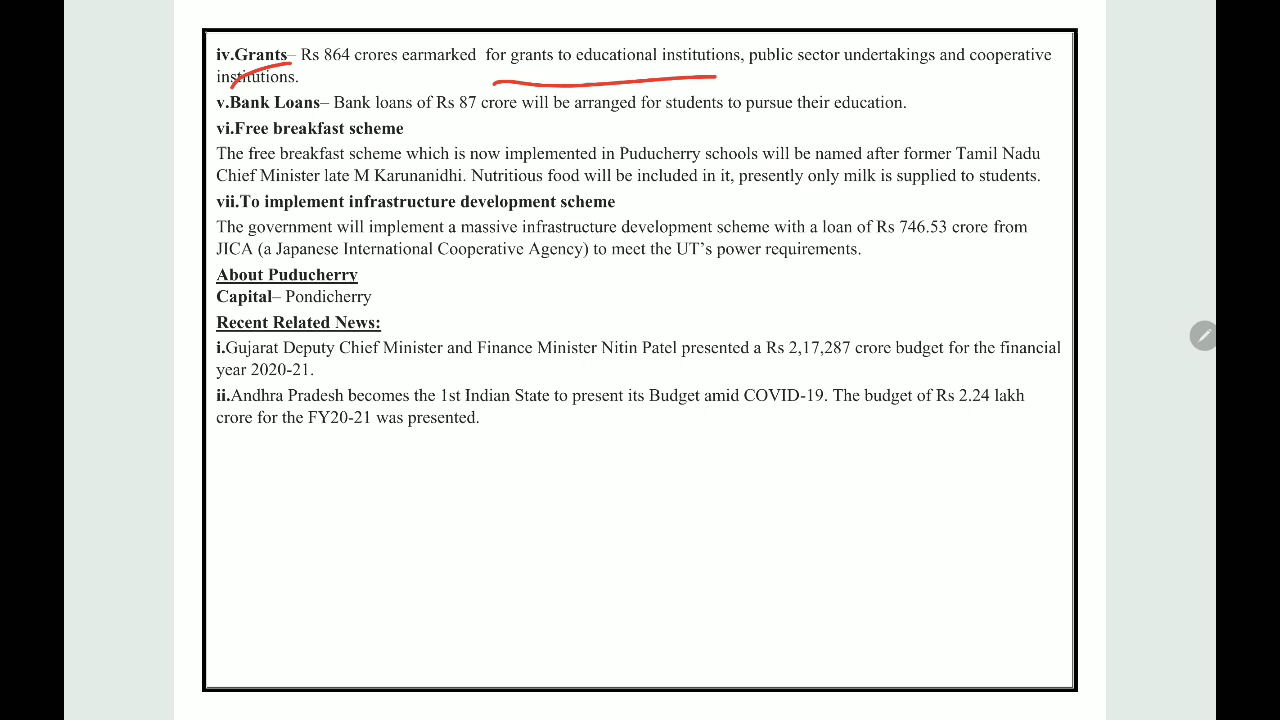 iv.Grants– Rs 864 crores earmarked  for grants to educational institutions, public sector undertakings and cooperative
institutions.
v.Bank Loans– Bank loans of Rs 87 crore will be arranged for students to pursue their education.
vi.Free breakfast scheme
The free breakfast scheme which is now implemented in Puducherry schools will be named after former Tamil Nadu
Chief Minister late M Karunanidhi. Nutritious food will be included in it, presently only milk is supplied to students.
vii.To implement infrastructure development scheme
The government will implement a massive infrastructure development scheme with a loan of Rs 746.53 crore from
JICA (a Japanese International Cooperative Agency) to meet the UT’s power requirements.
About Puducherry
Capital– Pondicherry
Recent Related News:
i.Gujarat Deputy Chief Minister and Finance Minister Nitin Patel presented a Rs 2,17,287 crore budget for the financial
year 2020-21.
ii.Andhra Pradesh becomes the 1st Indian State to present its Budget amid COVID-19. The budget of Rs 2.24 lakh
crore for the FY20-21 was presented.